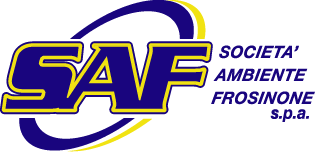 SAF
SOCIETA'
AMBIENTE
FROSINONE
s.p.a.